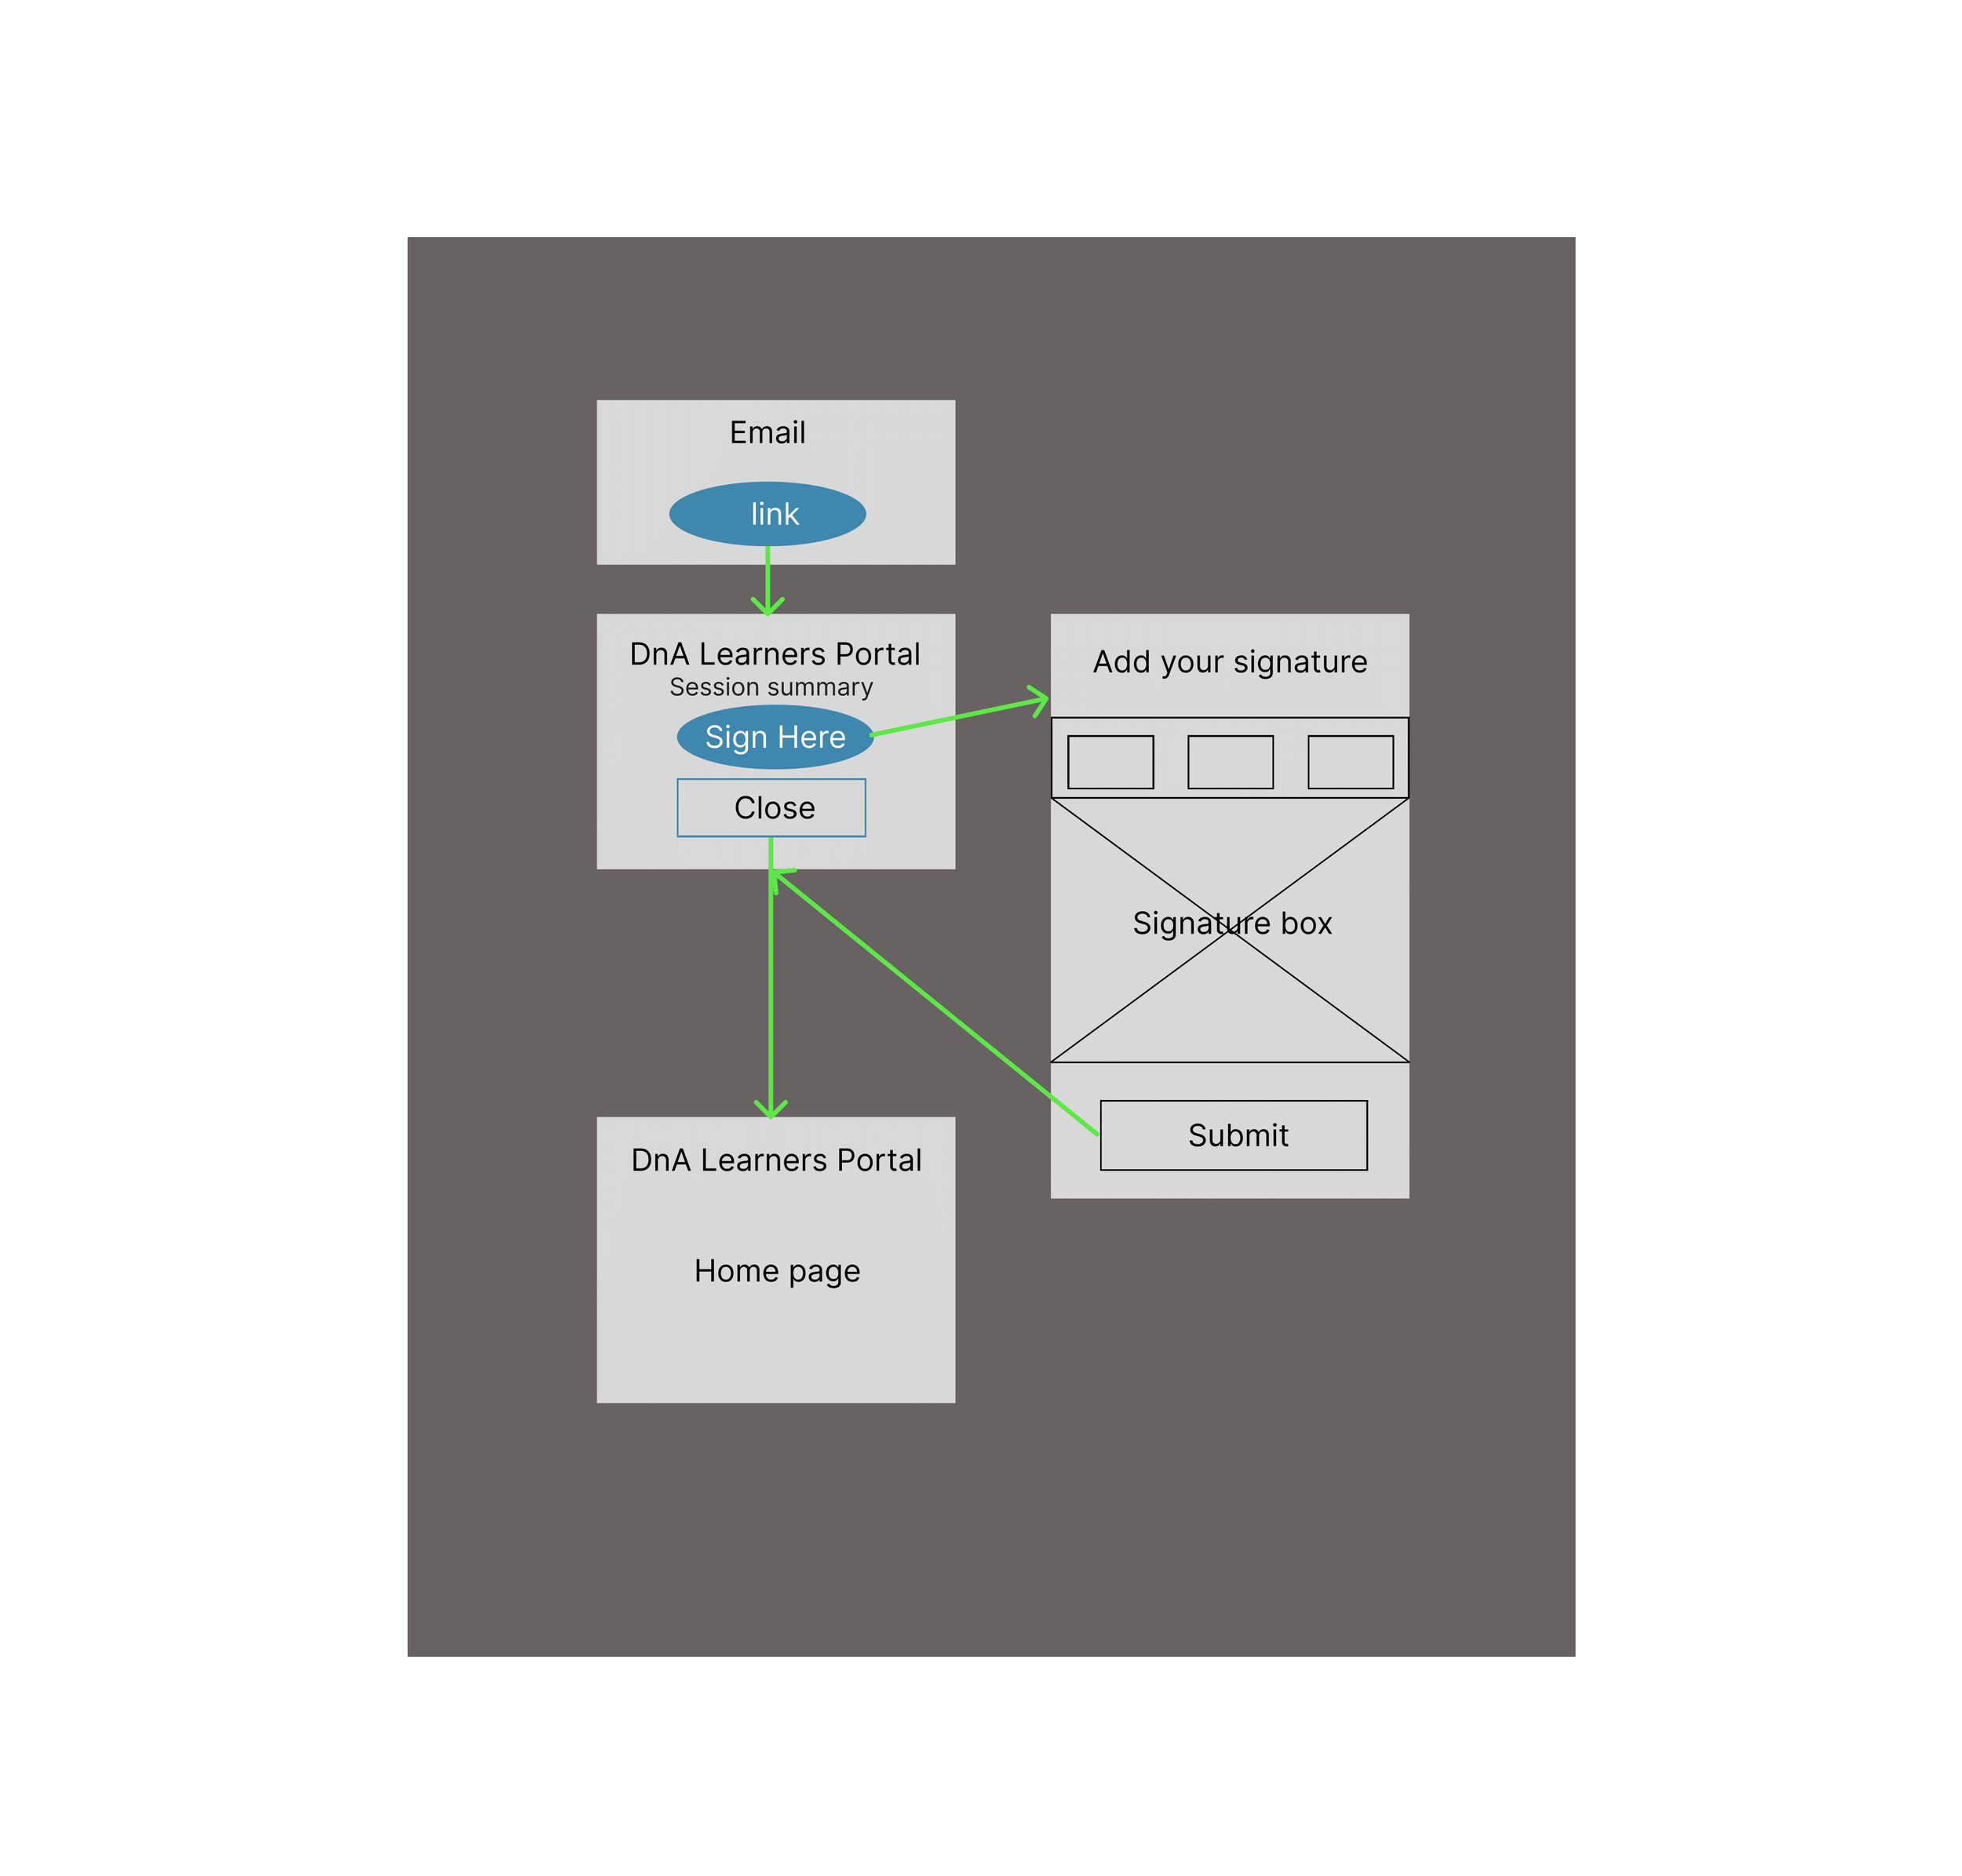 Email
link
DnA Learners Portal
Session summary
Sign Here
Close
Add your signature
Signature box
Submit
DnA Learners Portal
Home page